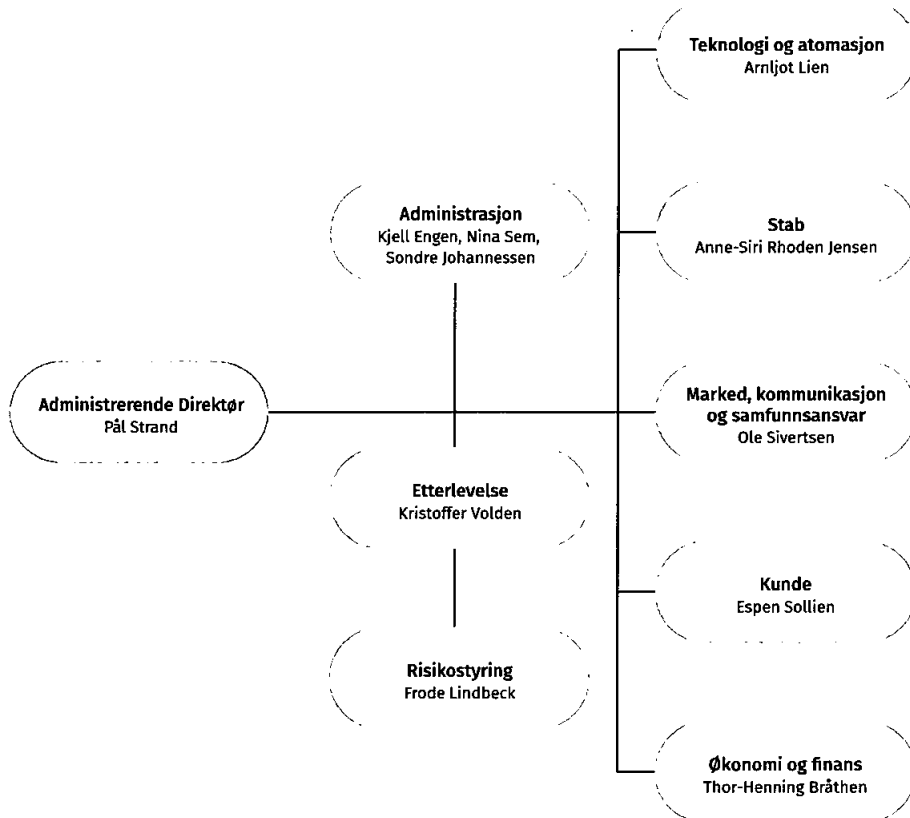 Teknologi og atomasjon
Arnljot Lien
Administrasjon
Kjell Engen, Nina Sem,
Sondre Johannessen
Stab
Anne-Siri Rhoden Jensen
Administrerende Direktør
Pål Strand
Marked, kommunikasjon
og samfunnsansvar
Ole Sivertsen
Etterlevelse
Kristoffer Volden
Kunde
Espen Sollien
Risikostyring
Frode Lindbeck
Økonomi og finans
Thor-Henning Bråthen